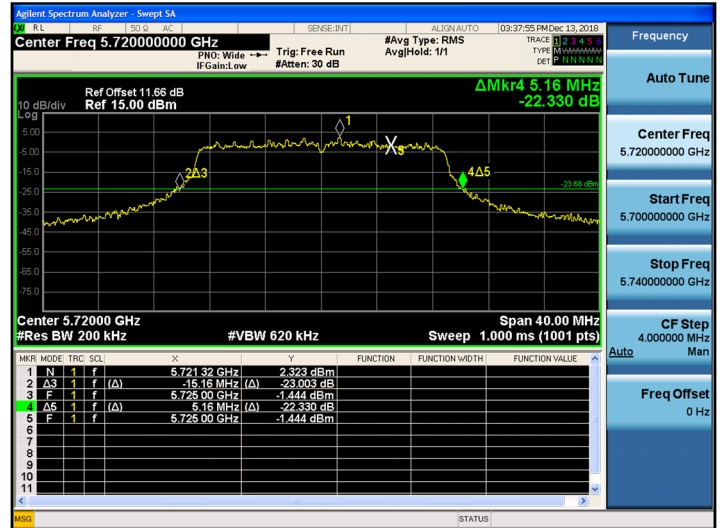 Agilent Spectrum Analyzer - Swept SA
LXI RL RF 50 Ω AC SENSE:INT ALIGN AUTO 03:37:55 PM Dec 13, 2018
Center Freq 5.720000000 GHz #Avg Type: RMS TRACE 1 2 3 4 5 6
PNO: Wide Trig: Free Run Avg|Hold: 1/1 TYPE M
IFGain:Low #Atten: 30 dB DET P N N N N N
ΔMkr4 5.16 MHz
-22.330 dB
Ref Offset 11.66 dB
10 dB/div Ref 15.00 dBm
Log
5.00
-5.00
-15.0
-25.0
-35.0
-45.0
-55.0
-65.0
-75.0
1
2Δ3
4Δ5
-23.68 dBm
Center 5.72000 GHz Span 40.00 MHz
#Res BW 200 kHz #VBW 620 kHz Sweep 1.000 ms (1001 pts)
MKR MODE TRC SCL X Y FUNCTION FUNCTION WIDTH FUNCTION VALUE
1 N 1 f 5.721 32 GHz 2.323 dBm
2 Δ3 1 f (Δ) -15.16 MHz (Δ) -23.003 dB
3 F 1 f 5.725 00 GHz -1.444 dBm
4 Δ5 1 f (Δ) 5.16 MHz (Δ) -22.330 dB
5 F 1 f 5.725 00 GHz -1.444 dBm
6
7
8
9
10
11
MSG STATUS
Frequency
Auto Tune
Center Freq
5.720000000 GHz
Start Freq
5.700000000 GHz
Stop Freq
5.740000000 GHz
CF Step
4.000000 MHz
Auto Man
Freq Offset
0 Hz